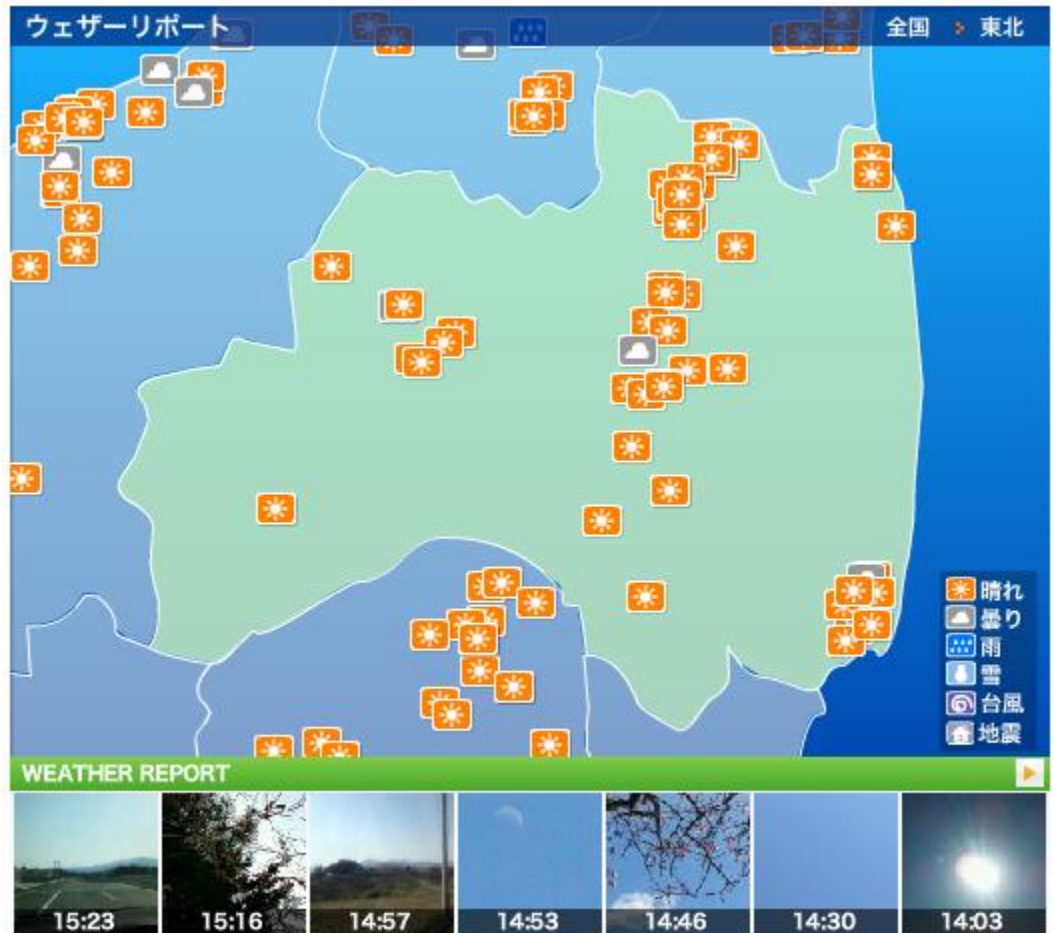 ウェザーリポート
全国 東北
晴れ
曇り
雨
雪
台風
地震
WEATHER REPORT
15:23
15:16
14:57
14:53
14:46
14:30
14:03